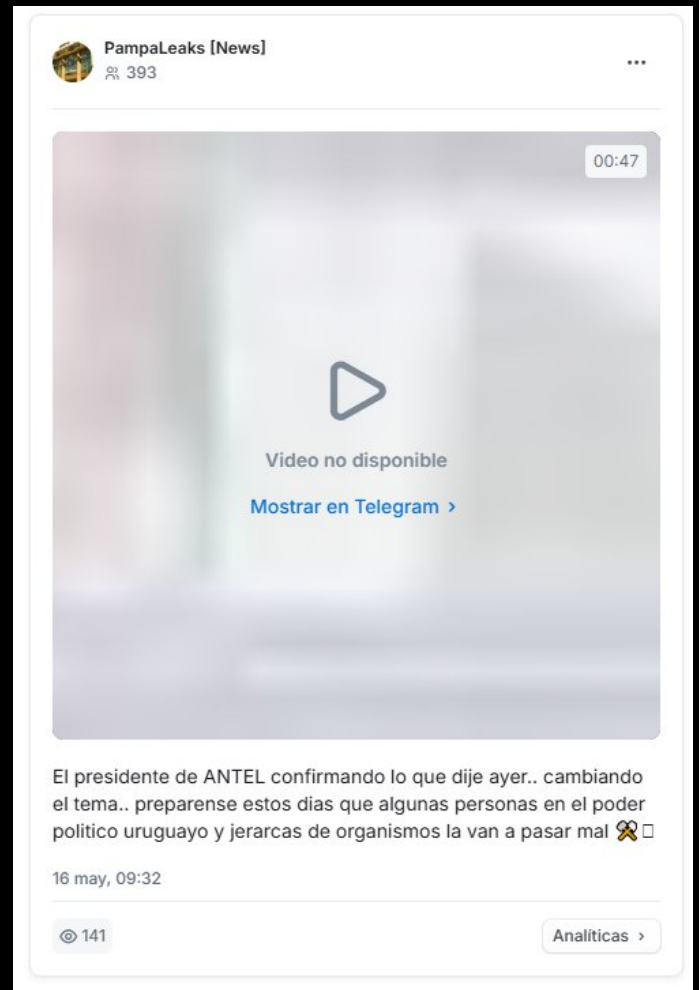 PampaLeaks [News]
393
00:47
Video no disponible
Mostrar en Telegram ›
El presidente de ANTEL confirmando lo que dije ayer.. cambiando
el tema.. preparense estos dias que algunas personas en el poder
politico uruguayo y jerarcas de organismos la van a pasar mal
16 may, 09:32
141
Analíticas ›